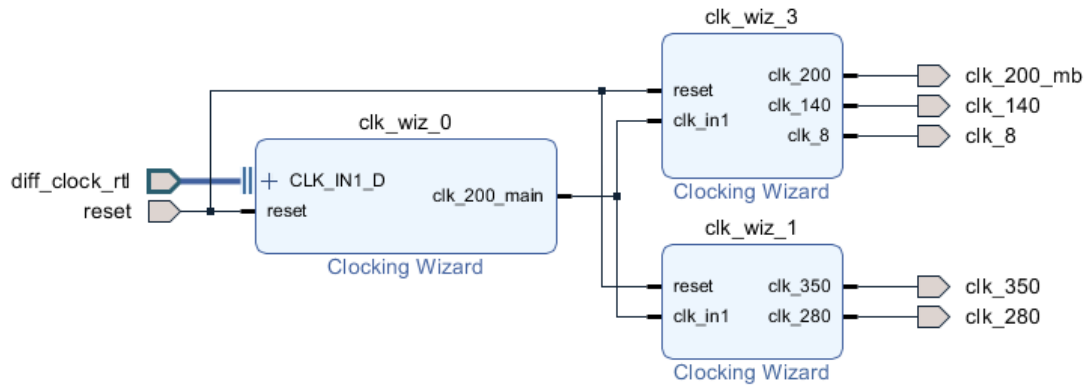 clk_wiz_3
reset
clk_in1
clk_200
clk_140
clk_8
Clocking Wizard
clk_200_mb
clk_140
clk_8
clk_wiz_0
diff_clock_rtl
reset
CLK_IN1_D
reset
clk_200_main
Clocking Wizard
clk_wiz_1
reset
clk_in1
clk_350
clk_280
Clocking Wizard
clk_350
clk_280